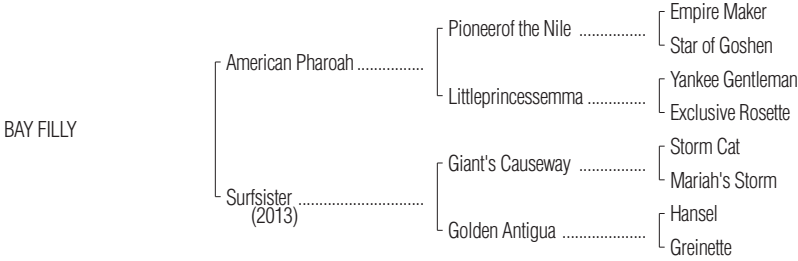 Empire Maker
Pioneerof the Nile ................
Star of Goshen
American Pharoah ................
Yankee Gentleman
Littleprincessemma ..............
Exclusive Rosette
BAY FILLY
Storm Cat
Giant's Causeway ................
Mariah's Storm
Surfsister ..............................
(2013)
Hansel
Golden Antigua ....................
Greinette